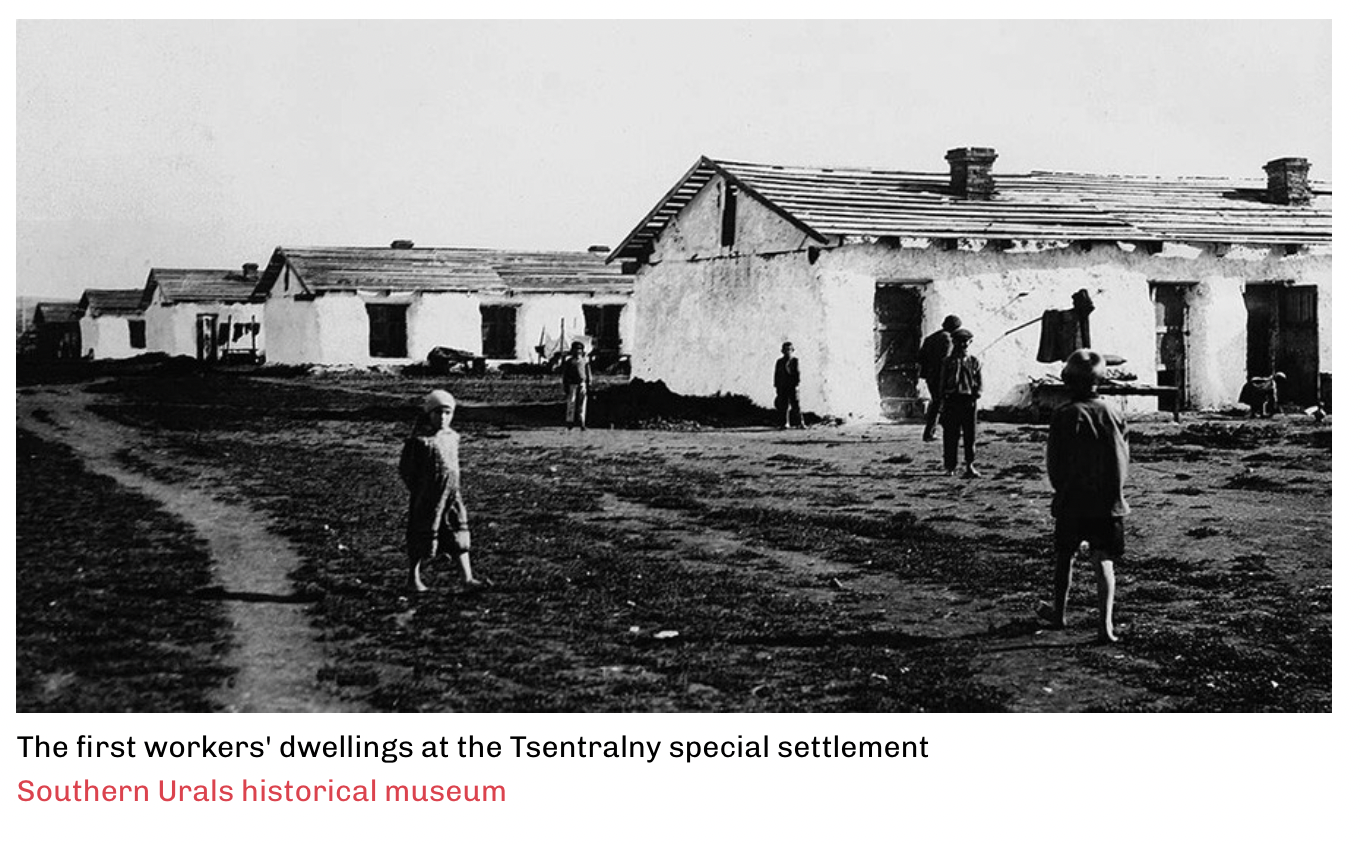 The first workers' dwellings at the Tsentralny special settlement
Southern Urals historical museum